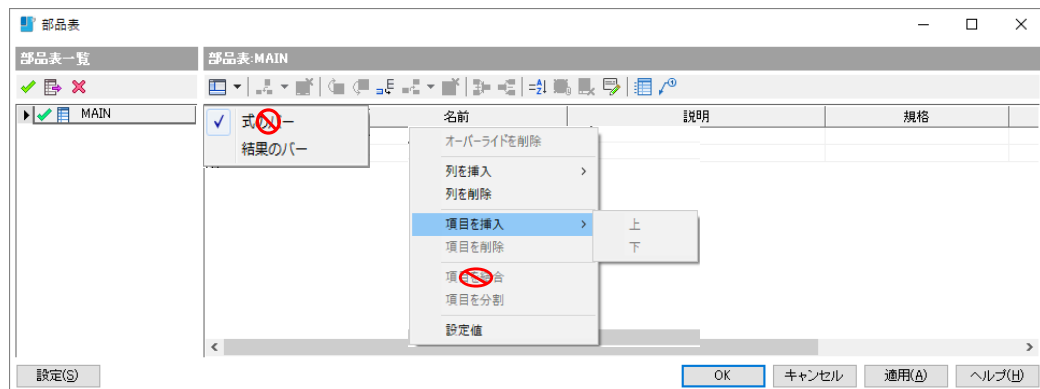 部品表
部品表一覧
部品表:MAIN
MAIN
式のバー
結果のバー
名前
説明
規格
オーバーライドを削除
列を挿入
列を削除
項目を挿入
上
下
項目を削除
項目を結合
項目を分割
設定値
設定(S)
OK
キャンセル
適用(A)
ヘルプ(H)